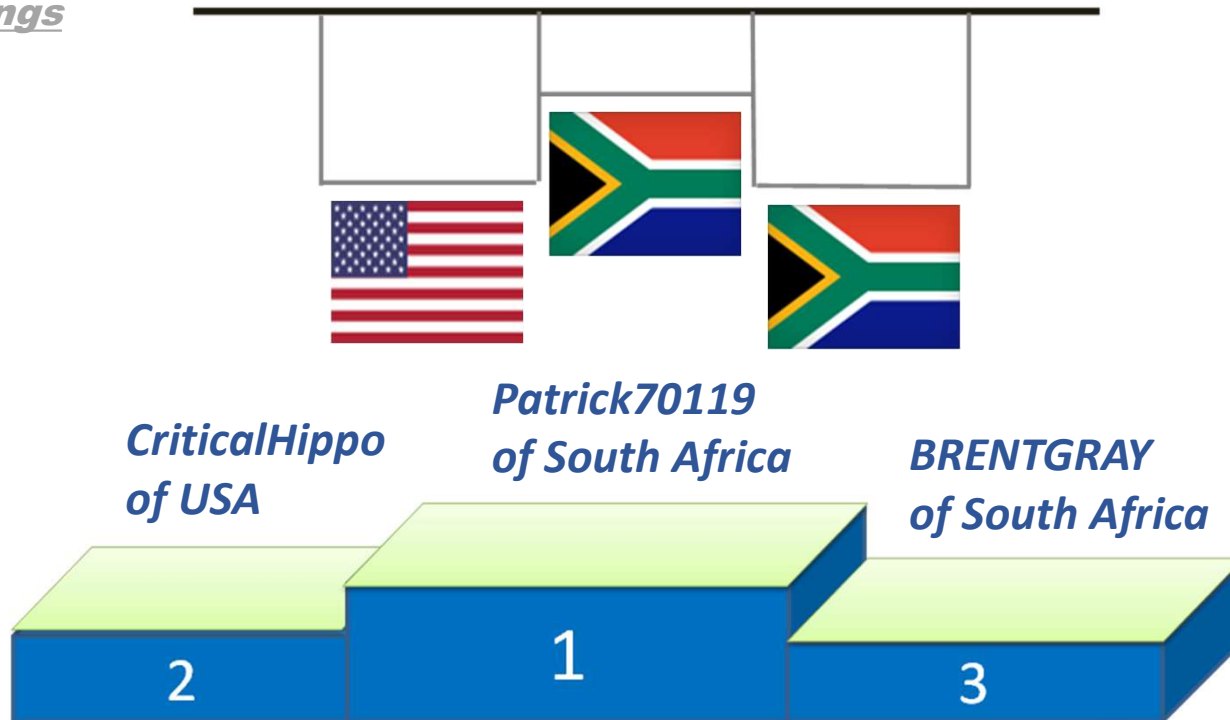 ngs
Patrick70119
of South Africa
CriticalHippo
of USA
BRENTGRAY
of South Africa
2
1
3